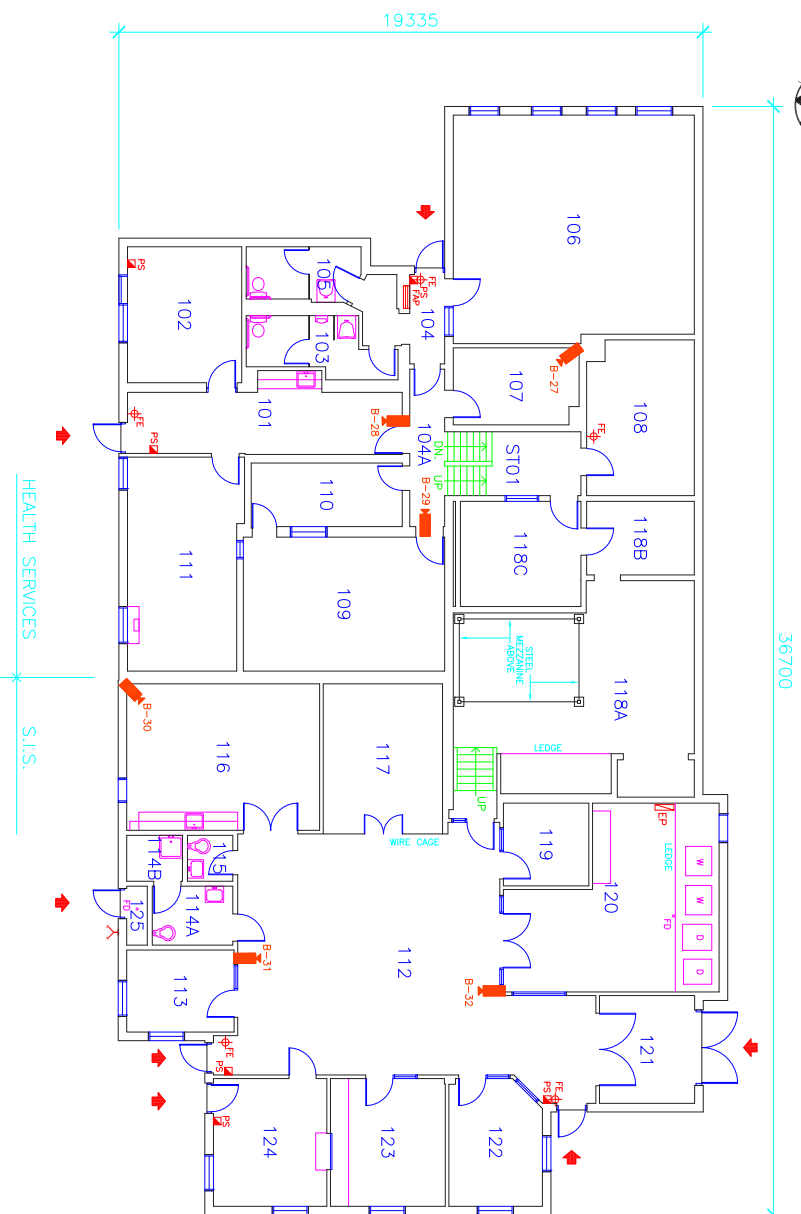 19335
36700
106
102
PS
105
103
FE
PS
FAP
104
107
B-27
108
FE
101
FE
PS
B-28
104A
DN.
UP
ST01
B-29
110
118C
118B
111
109
STEEL
MEZZANINE
ABOVE
118A
HEALTH SERVICES
S.I.S.
B-30
116
117
LEDGE
UP
WIRE CAGE
119
EP
LEDGE
W
W
D
D
120
FD
115
114B
114A
125
FD
112
B-31
B-32
113
121
FE
PS
FE
PS
PS
124
123
122